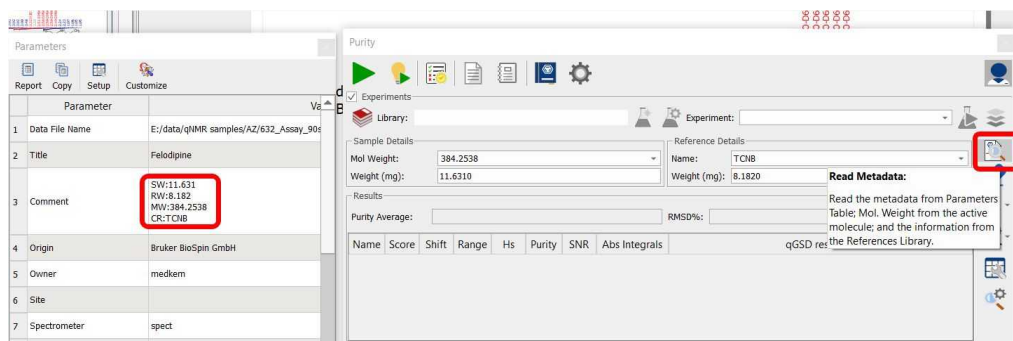 Parameters
Report Copy Setup Customize
Parameter
1 Data File Name E:/data/qNMR samples/AZ/632_Assay_90s
2 Title Felodipine
3 Comment
SW:11.631
RW:8.182
MW:384.2538
CR:TCNB
4 Origin Bruker BioSpin GmbH
5 Owner medkem
6 Site
7 Spectrometer spect
Purity
Experiments
Library: Experiment:
Sample Details Reference Details
Mol Weight: 384.2538 Name: TCNB
Weight (mg): 11.6310 Weight (mg): 8.1820
Read Metadata:
Read the metadata from Parameters
Table; Mol. Weight from the active
molecule; and the information from
the References Library.
Results
Purity Average: RMSD%:
Name Score Shift Range Hs Purity SNR Abs Integrals